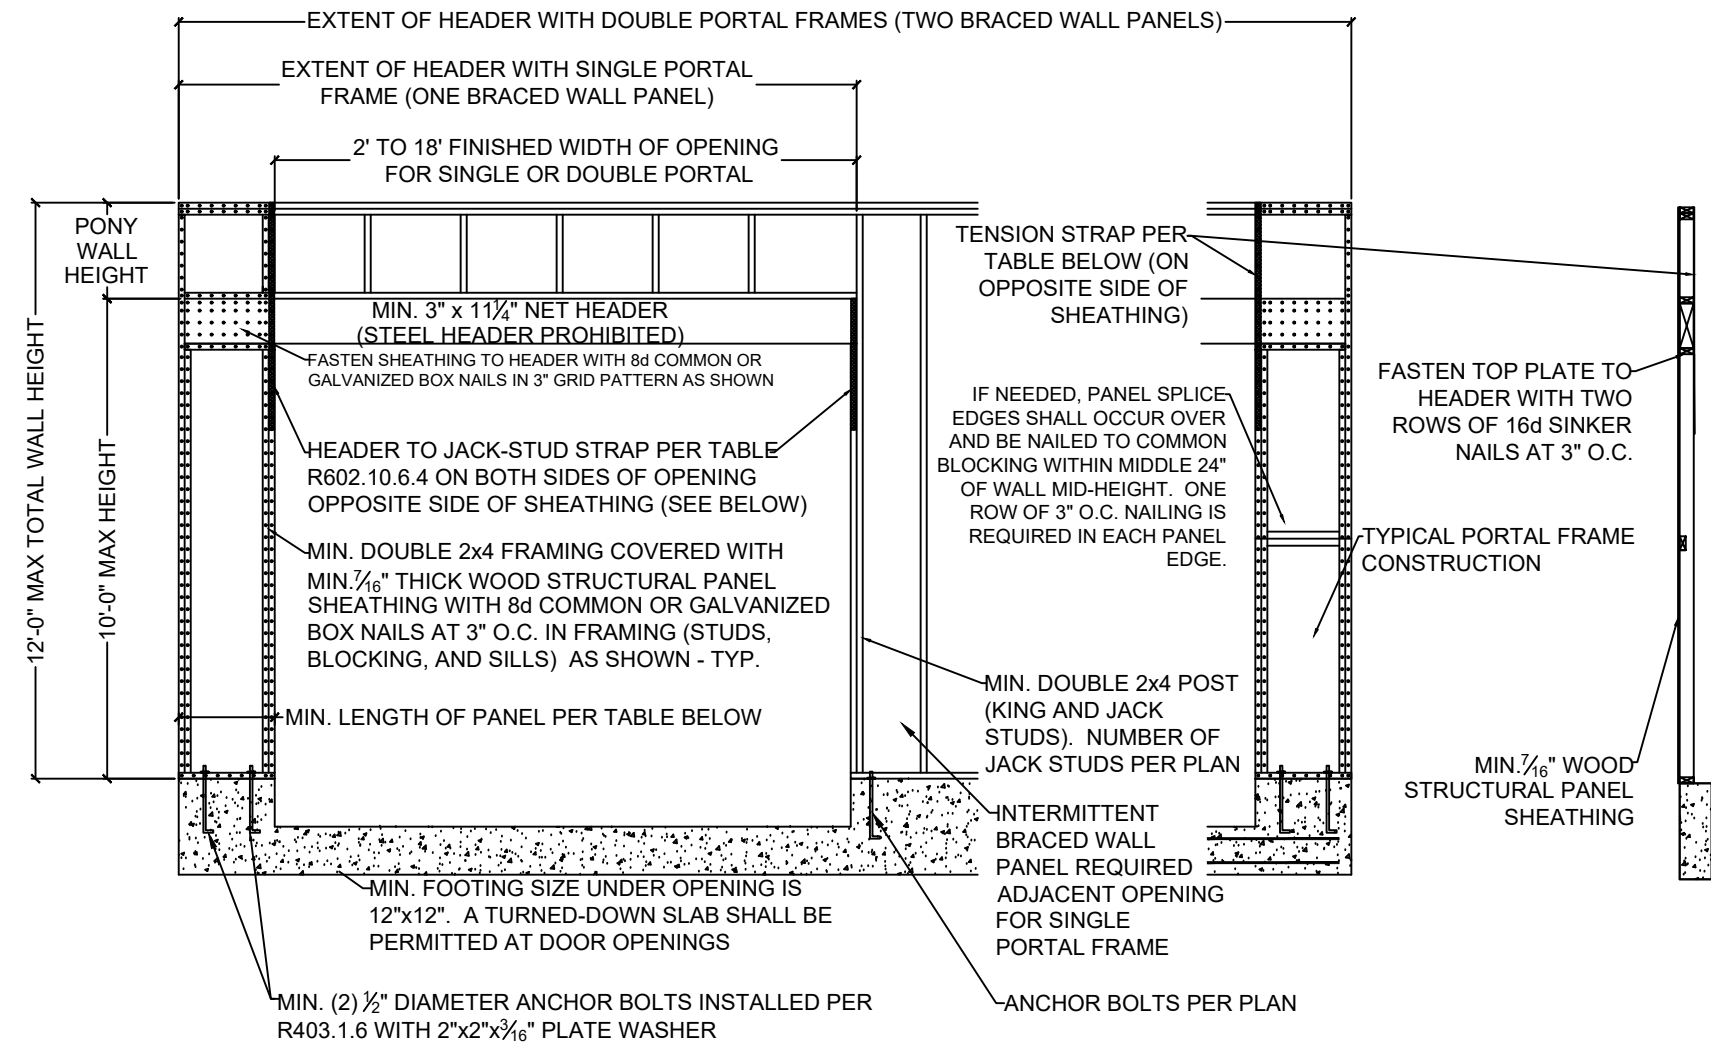 EXTENT OF HEADER WITH DOUBLE PORTAL FRAMES (TWO BRACED WALL PANELS)
EXTENT OF HEADER WITH SINGLE PORTAL
FRAME (ONE BRACED WALL PANEL)
2' TO 18' FINISHED WIDTH OF OPENING
FOR SINGLE OR DOUBLE PORTAL
12'-0" MAX TOTAL WALL HEIGHT
10'-0" MAX HEIGHT
PONY
WALL
HEIGHT
MIN. 3" x 11¼" NET HEADER
(STEEL HEADER PROHIBITED)
FASTEN SHEATHING TO HEADER WITH 8d COMMON OR
GALVANIZED BOX NAILS IN 3" GRID PATTERN AS SHOWN
HEADER TO JACK-STUD STRAP PER TABLE
R602.10.6.4 ON BOTH SIDES OF OPENING
OPPOSITE SIDE OF SHEATHING (SEE BELOW)
MIN. DOUBLE 2x4 FRAMING COVERED WITH
MIN.7⁄16" THICK WOOD STRUCTURAL PANEL
SHEATHING WITH 8d COMMON OR GALVANIZED
BOX NAILS AT 3" O.C. IN FRAMING (STUDS,
BLOCKING, AND SILLS) AS SHOWN - TYP.
MIN. LENGTH OF PANEL PER TABLE BELOW
MIN. FOOTING SIZE UNDER OPENING IS
12"x12". A TURNED-DOWN SLAB SHALL BE
PERMITTED AT DOOR OPENINGS
MIN. (2) ½" DIAMETER ANCHOR BOLTS INSTALLED PER
R403.1.6 WITH 2"x2"x3⁄16" PLATE WASHER
TENSION STRAP PER
TABLE BELOW (ON
OPPOSITE SIDE OF
SHEATHING)
IF NEEDED, PANEL SPLICE
EDGES SHALL OCCUR OVER
AND BE NAILED TO COMMON
BLOCKING WITHIN MIDDLE 24"
OF WALL MID-HEIGHT. ONE
ROW OF 3" O.C. NAILING IS
REQUIRED IN EACH PANEL
EDGE.
MIN. DOUBLE 2x4 POST
(KING AND JACK
STUDS). NUMBER OF
JACK STUDS PER PLAN
INTERMITTENT
BRACED WALL
PANEL REQUIRED
ADJACENT OPENING
FOR SINGLE
PORTAL FRAME
ANCHOR BOLTS PER PLAN
FASTEN TOP PLATE TO
HEADER WITH TWO
ROWS OF 16d SINKER
NAILS AT 3" O.C.
TYPICAL PORTAL FRAME
CONSTRUCTION
MIN.7⁄16" WOOD
STRUCTURAL PANEL
SHEATHING